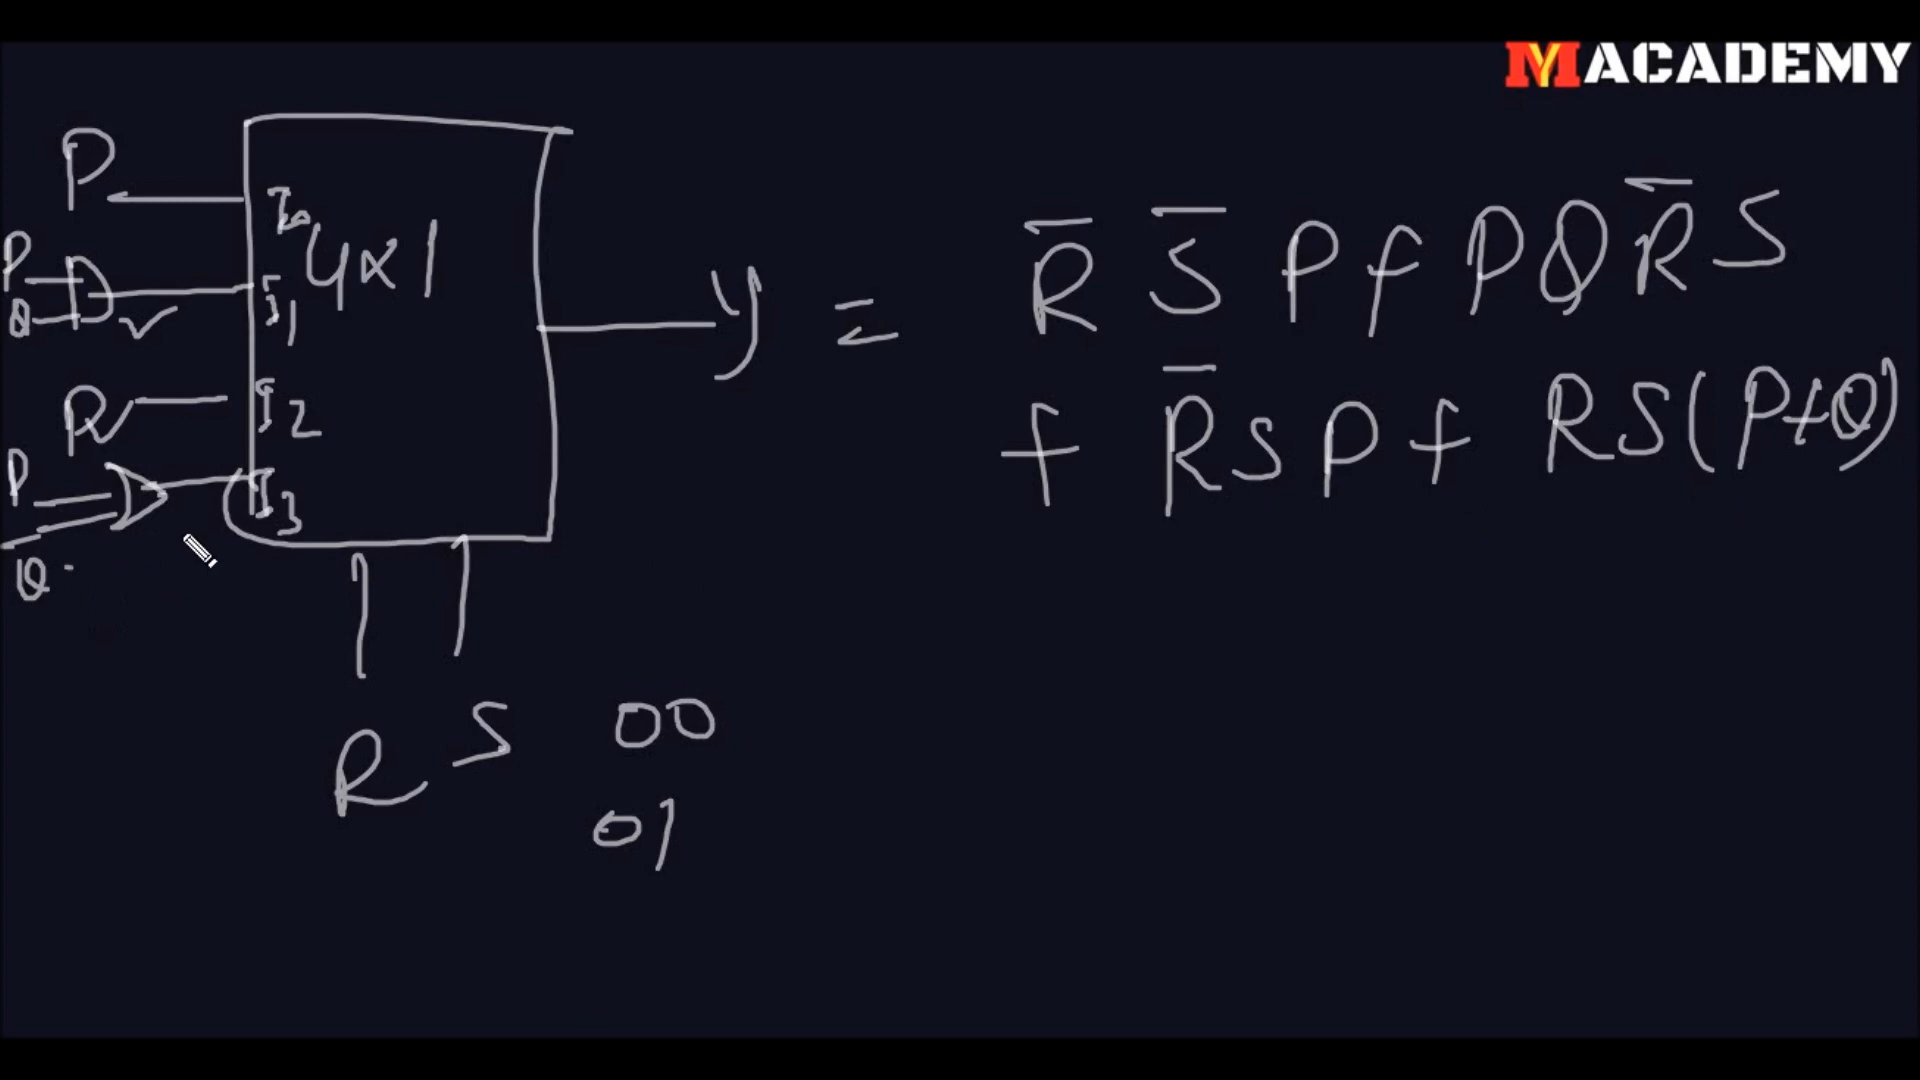 MACADEMY
P
I0
4x1
P
Q
I1
P
I2
P
I3
Q̅
R S
00
01
y = R̅ S̅ P + P Q R̅ S
+ R̅ S P + R S ( P + Q )